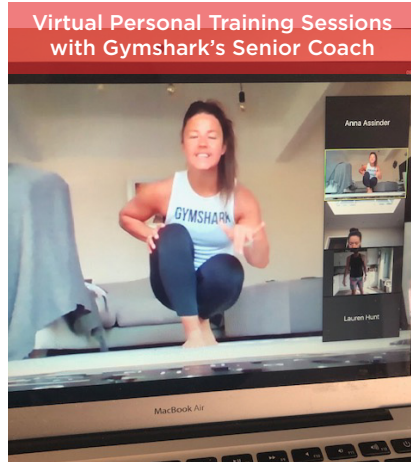 Virtual Personal Training Sessions
with Gymshark's Senior Coach
Anna Assinder
GYMSHARK
Lauren Hunt
MacBook Air